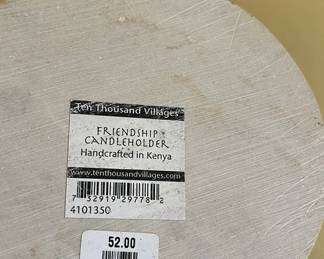 Ten Thousand Villages
FRIENDSHIP
CANDLEHOLDER
Handcrafted in Kenya
www.tenthousandvillages.com
7 32919 29778 2
4101350
52.00